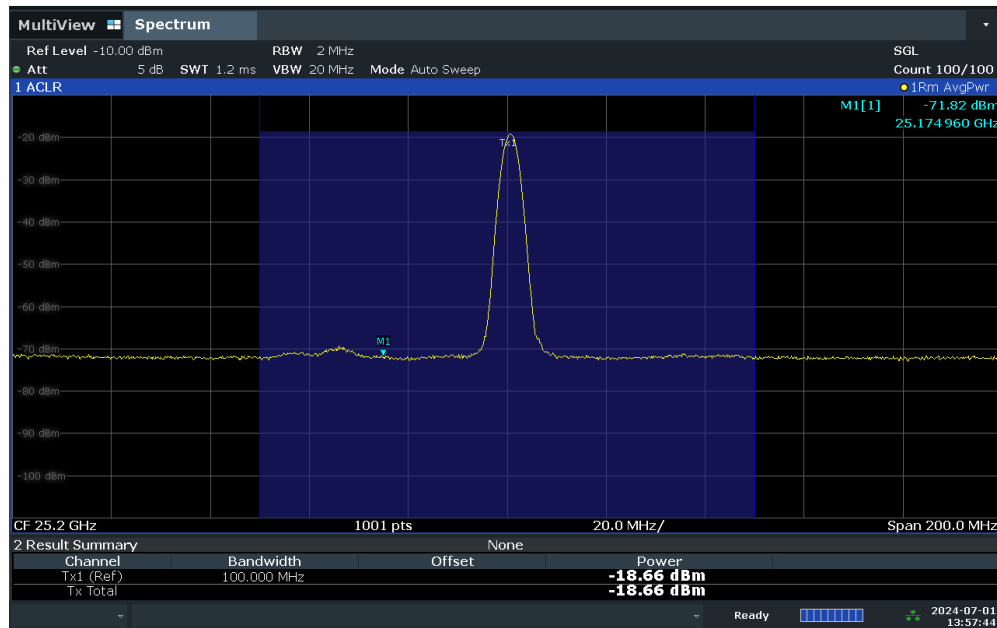 MultiView Spectrum
Ref Level -10.00 dBm RBW 2 MHz SGL
Att 5 dB SWT 1.2 ms VBW 20 MHz Mode Auto Sweep Count 100/100
1 ACLR 1Rm AvgPwr
M1[1] -71.82 dBm
25.174960 GHz
-20 dBm
Tx1
-30 dBm
-40 dBm
-50 dBm
-60 dBm
M1
-70 dBm
-80 dBm
-90 dBm
-100 dBm
CF 25.2 GHz 1001 pts 20.0 MHz/ Span 200.0 MHz
2 Result Summary None
Channel Bandwidth Offset Power
Tx1 (Ref) 100.000 MHz -18.66 dBm
Tx Total -18.66 dBm
Ready 2024-07-01
13:57:44